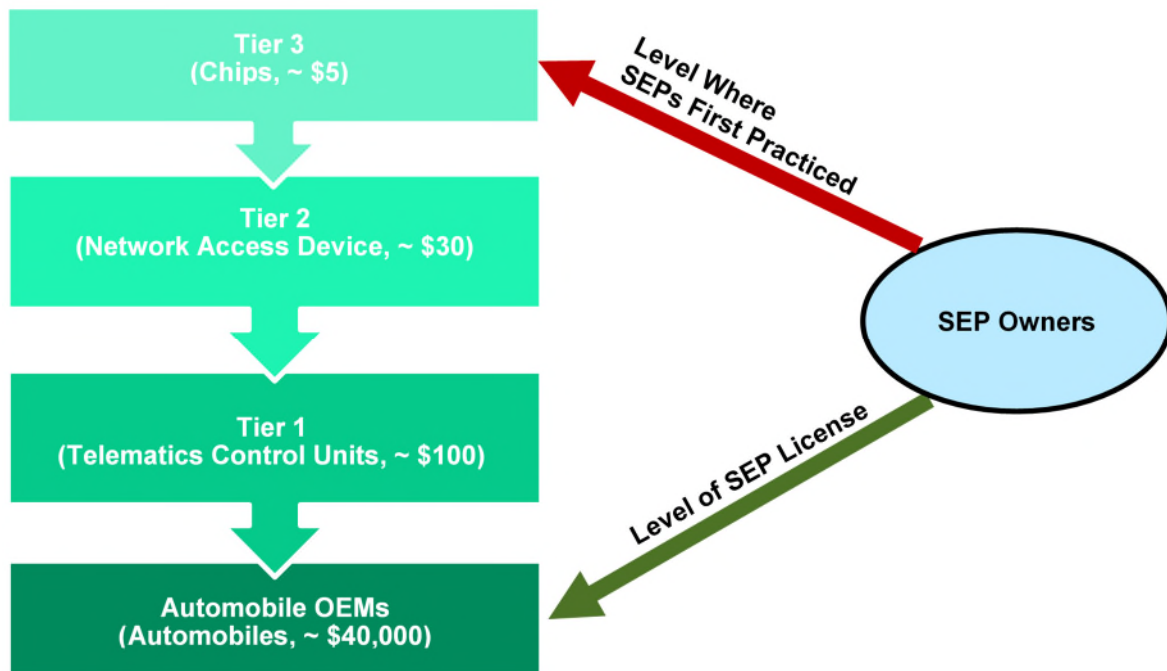 Tier 3
(Chips, ~ $5)
Level Where
SEPs First Practiced
Tier 2
(Network Access Device, ~ $30)
SEP Owners
Tier 1
(Telematics Control Units, ~ $100)
Level of SEP License
Automobile OEMs
(Automobiles, ~ $40,000)